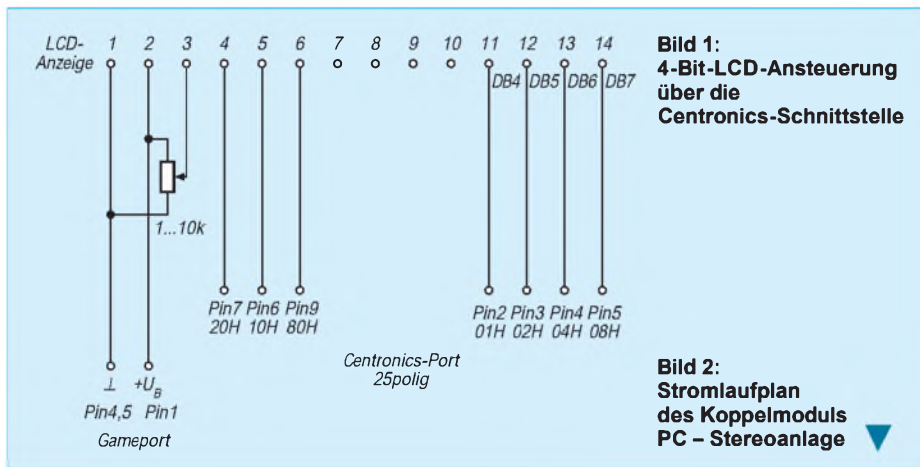 LCD- 1 2 3 4 5 6 7 8 9 10 11 12 13 14
Anzeige
DB4 DB5 DB6 DB7
1...10k
Pin7 Pin6 Pin9
20H 10H 80H
Pin2 Pin3 Pin4 Pin5
01H 02H 04H 08H
Centronics-Port
25polig
⊥ +UB
Pin4,5 Pin1
Gameport
Bild 1:
4-Bit-LCD-Ansteuerung
über die
Centronics-Schnittstelle
Bild 2:
Stromlaufplan
des Koppelmoduls
PC – Stereoanlage